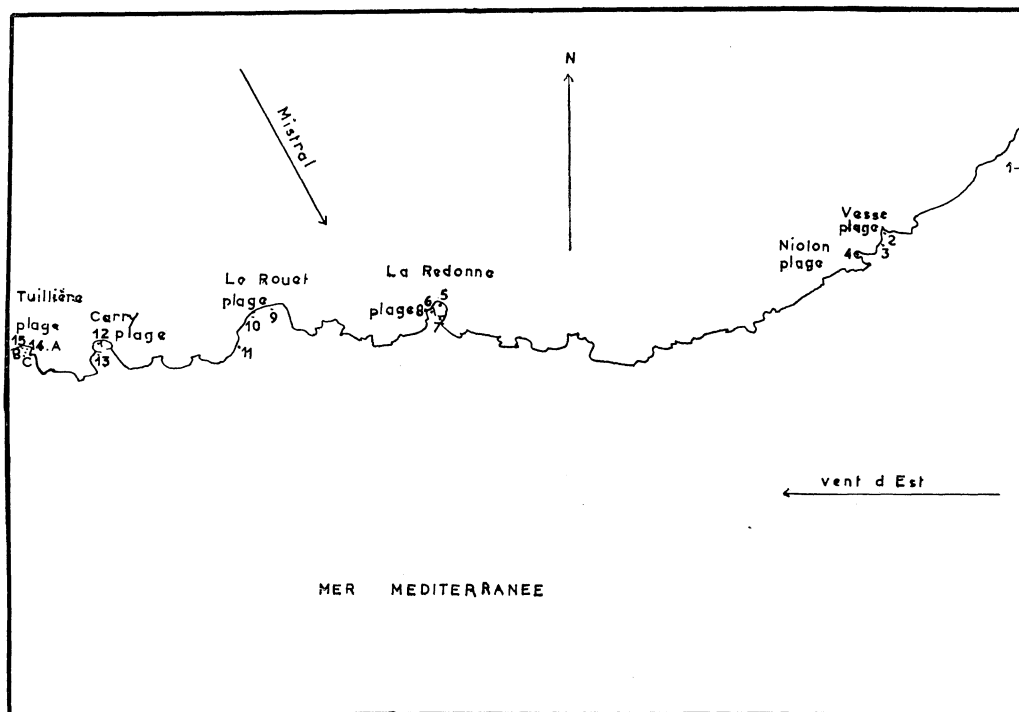 N
Mistral
1
Vesse
plage
2
3
Niolon
plage
4
La Redonne
plage
5
6
7
8
Le Rouet
plage
9
10
11
Tuillière
plage
15 14.A
B
C
Carry
plage
12
13
vent d Est
MER MEDITERRANEE